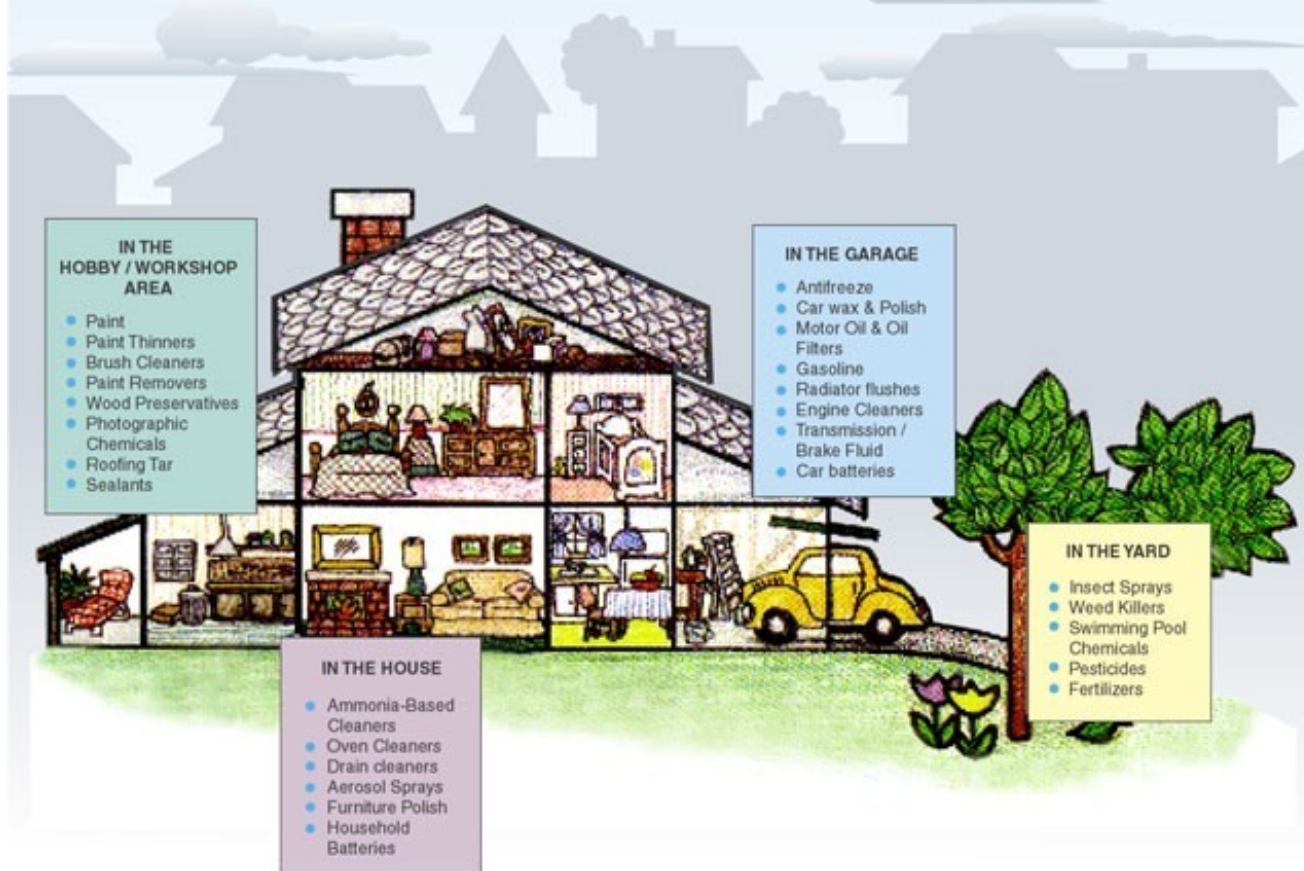 IN THE
HOBBY / WORKSHOP
AREA
Paint
Paint Thinners
Brush Cleaners
Paint Removers
Wood Preservatives
Photographic
Chemicals
Roofing Tar
Sealants
IN THE GARAGE
Antifreeze
Car wax & Polish
Motor Oil & Oil
Filters
Gasoline
Radiator flushes
Engine Cleaners
Transmission /
Brake Fluid
Car batteries
IN THE HOUSE
Ammonia-Based
Cleaners
Oven Cleaners
Drain cleaners
Aerosol Sprays
Furniture Polish
Household
Batteries
IN THE YARD
Insect Sprays
Weed Killers
Swimming Pool
Chemicals
Pesticides
Fertilizers